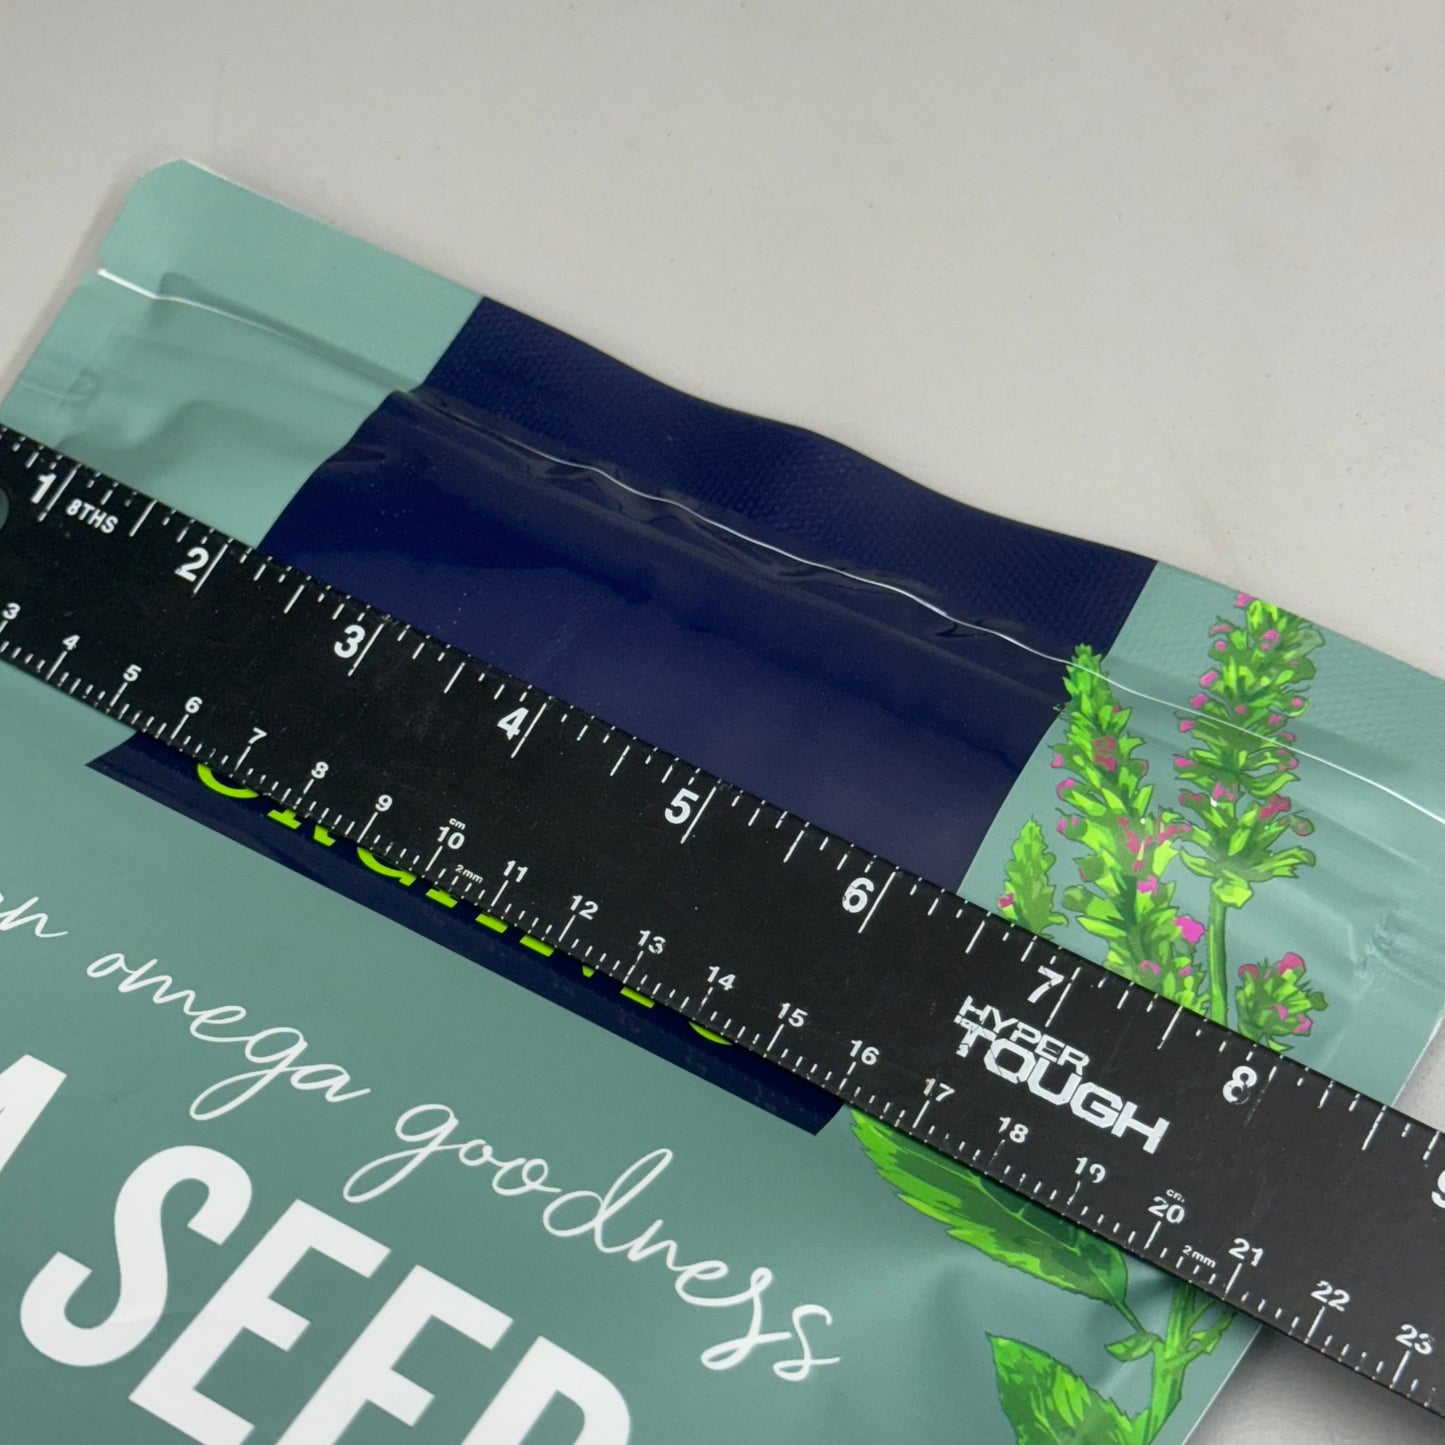 1 2 3 4 5 6 7 8 9
8THS
3 4 5 6 7 8 9 10 11 12 13 14 15 16 17 18 19 20 21 22 23
cm
2mm
HYPER
TOUGH
cm
2mm
omega goodness
SEED